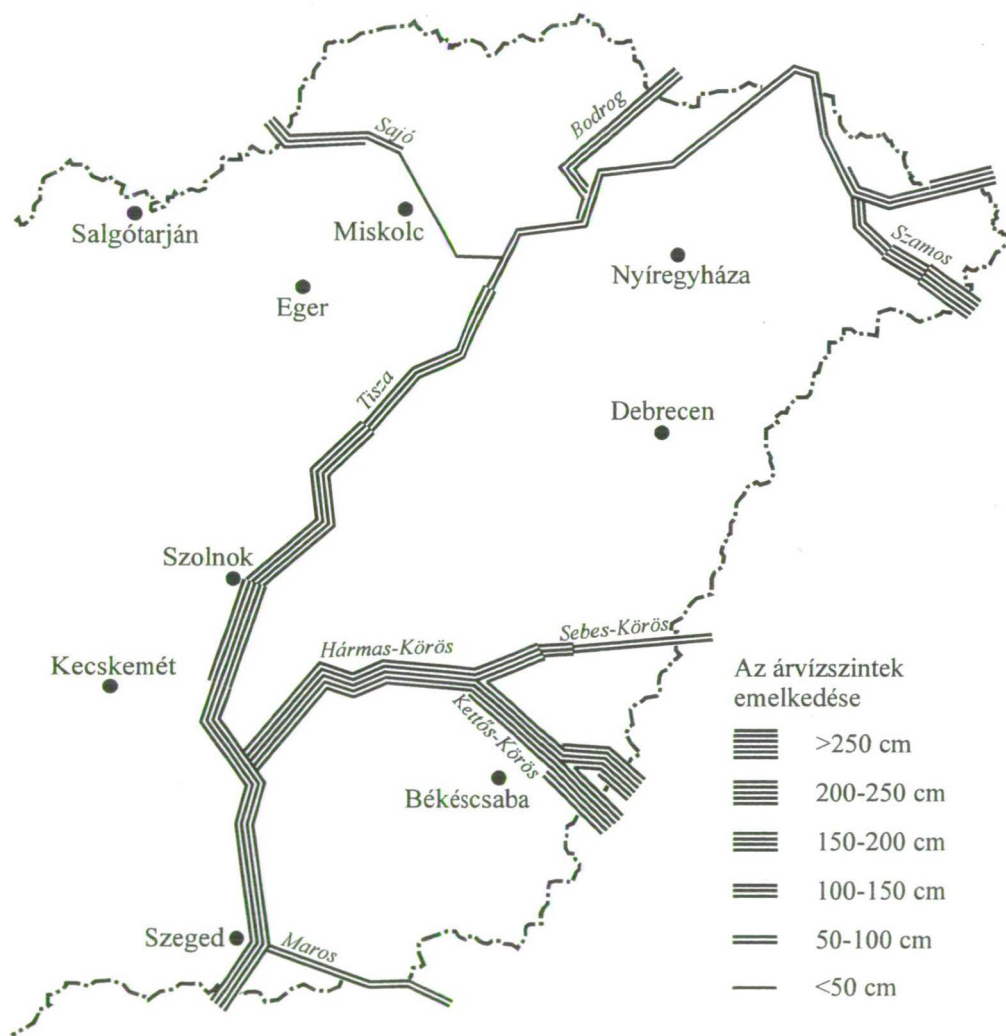 Sajó
Bodrog
Salgótarján
Miskolc
Szamos
Nyíregyháza
Eger
Tisza
Debrecen
Szolnok
Hármas-Körös
Sebes-Körös
Kecskemét
Kettős-Körös
Békéscsaba
Szeged
Maros
Az árvízszintek
emelkedése
>250 cm
200-250 cm
150-200 cm
100-150 cm
50-100 cm
<50 cm